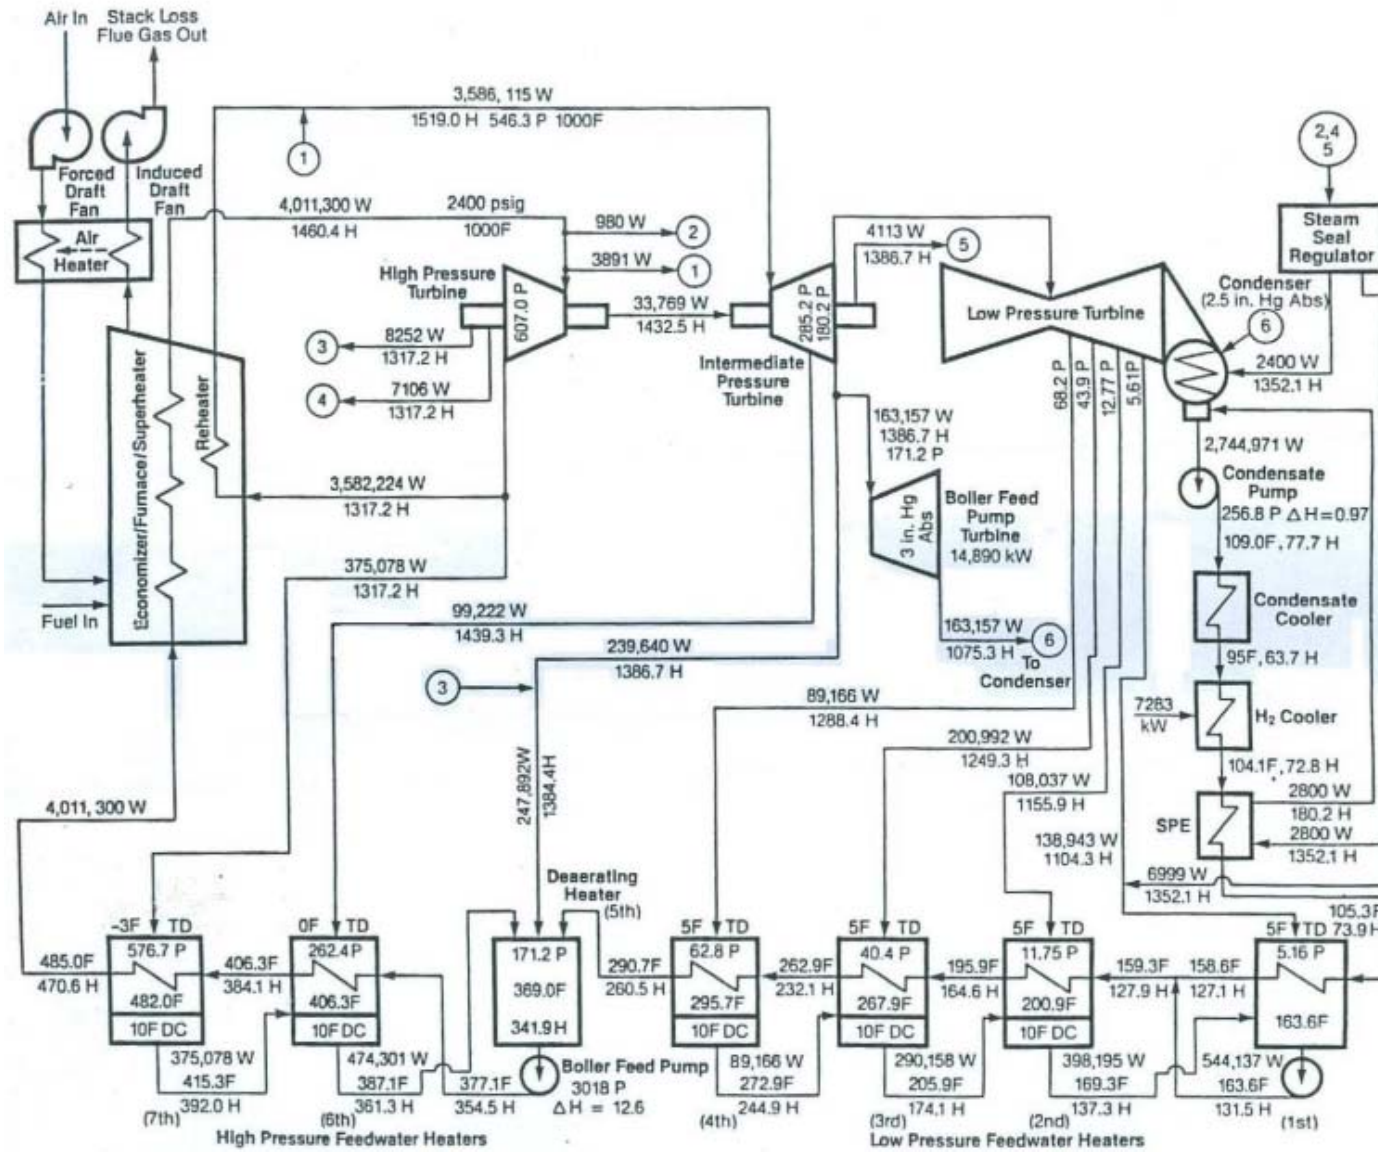 Air In
Stack Loss
Flue Gas Out
3,586, 115 W
1519.0 H 546.3 P 1000F
1
2,4
5
Forced
Draft
Fan
Induced
Draft
Fan
4,011,300 W
1460.4 H
2400 psig
1000F
980 W
2
3891 W
1
4113 W
1386.7 H
5
Steam
Seal
Regulator
Air
Heater
High Pressure
Turbine
607.0 P
33,769 W
1432.5 H
285.2 P
180.2 P
Low Pressure Turbine
Condenser
(2.5 in. Hg Abs)
6
3
8252 W
1317.2 H
4
7106 W
1317.2 H
Intermediate
Pressure
Turbine
68.2 P
43.9 P
12.77 P
5.61P
2400 W
1352.1 H
Economizer/Furnace/Superheater
Reheater
3,582,224 W
1317.2 H
163,157 W
1386.7 H
171.2 P
3 in. Hg
Abs
Boiler Feed
Pump
Turbine
14,890 kW
2,744,971 W
Condensate
Pump
256.8 P ΔH=0.97
109.0F, 77.7 H
375,078 W
1317.2 H
Fuel In
99,222 W
1439.3 H
239,640 W
1386.7 H
163,157 W
1075.3 H
6
To
Condenser
Condensate
Cooler
95F, 63.7 H
3
89,166 W
1288.4 H
7283
kW
H₂ Cooler
200,992 W
1249.3 H
104.1F, 72.8 H
247,892W
1384.4H
108,037 W
1155.9 H
4,011, 300 W
SPE
2800 W
180.2 H
2800 W
1352.1 H
138,943 W
1104.3 H
6999 W
1352.1 H
Deaerating
Heater
(5th)
105.3F
73.9 H
-3F TD
0F TD
5F TD
5F TD
5F TD
5F TD
576.7 P
262.4 P
171.2 P
62.8 P
40.4 P
11.75 P
5.16 P
485.0F
470.6 H
406.3F
384.1 H
290.7F
260.5 H
262.9F
232.1 H
195.9F
164.6 H
159.3F
127.9 H
158.6F
127.1 H
482.0F
406.3F
369.0F
295.7F
267.9F
200.9F
163.6F
10F DC
10F DC
341.9H
10F DC
10F DC
10F DC
375,078 W
415.3F
392.0 H
474,301 W
387.1F
361.3 H
377.1F
354.5 H
Boiler Feed Pump
3018 P
ΔH = 12.6
89,166 W
272.9F
244.9 H
290,158 W
205.9F
174.1 H
398,195 W
169.3F
137.3 H
544,137 W
163.6F
131.5 H
(7th)
(6th)
(4th)
(3rd)
(2nd)
(1st)
High Pressure Feedwater Heaters
Low Pressure Feedwater Heaters